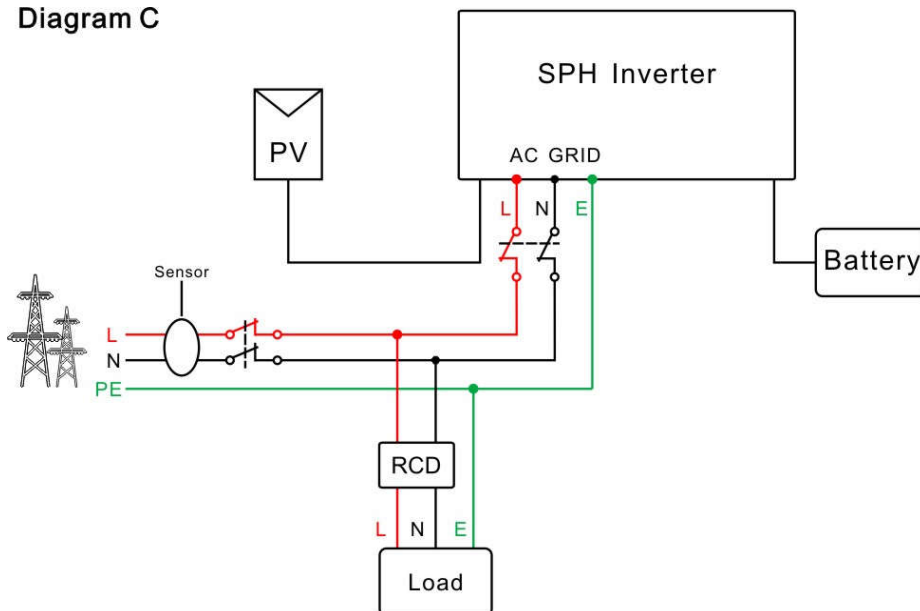 Diagram C
SPH Inverter
PV
AC GRID
L N E
Battery
Sensor
L
N
PE
RCD
L N E
Load